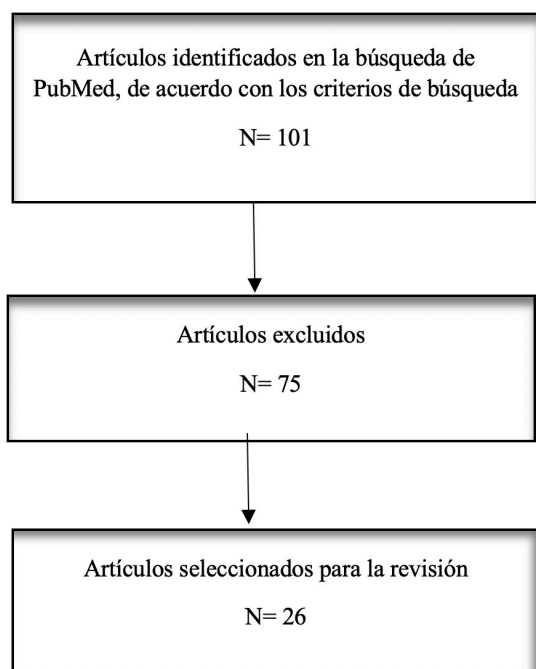 Artículos identificados en la búsqueda de
PubMed, de acuerdo con los criterios de búsqueda
N= 101
Artículos excluidos
N= 75
Artículos seleccionados para la revisión
N= 26